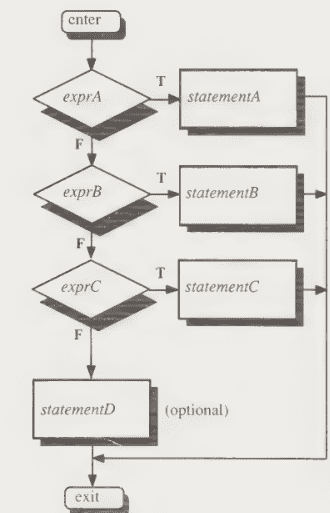 enter
exprA
T
statementA
F
exprB
T
statementB
F
exprC
T
statementC
F
statementD
(optional)
exit